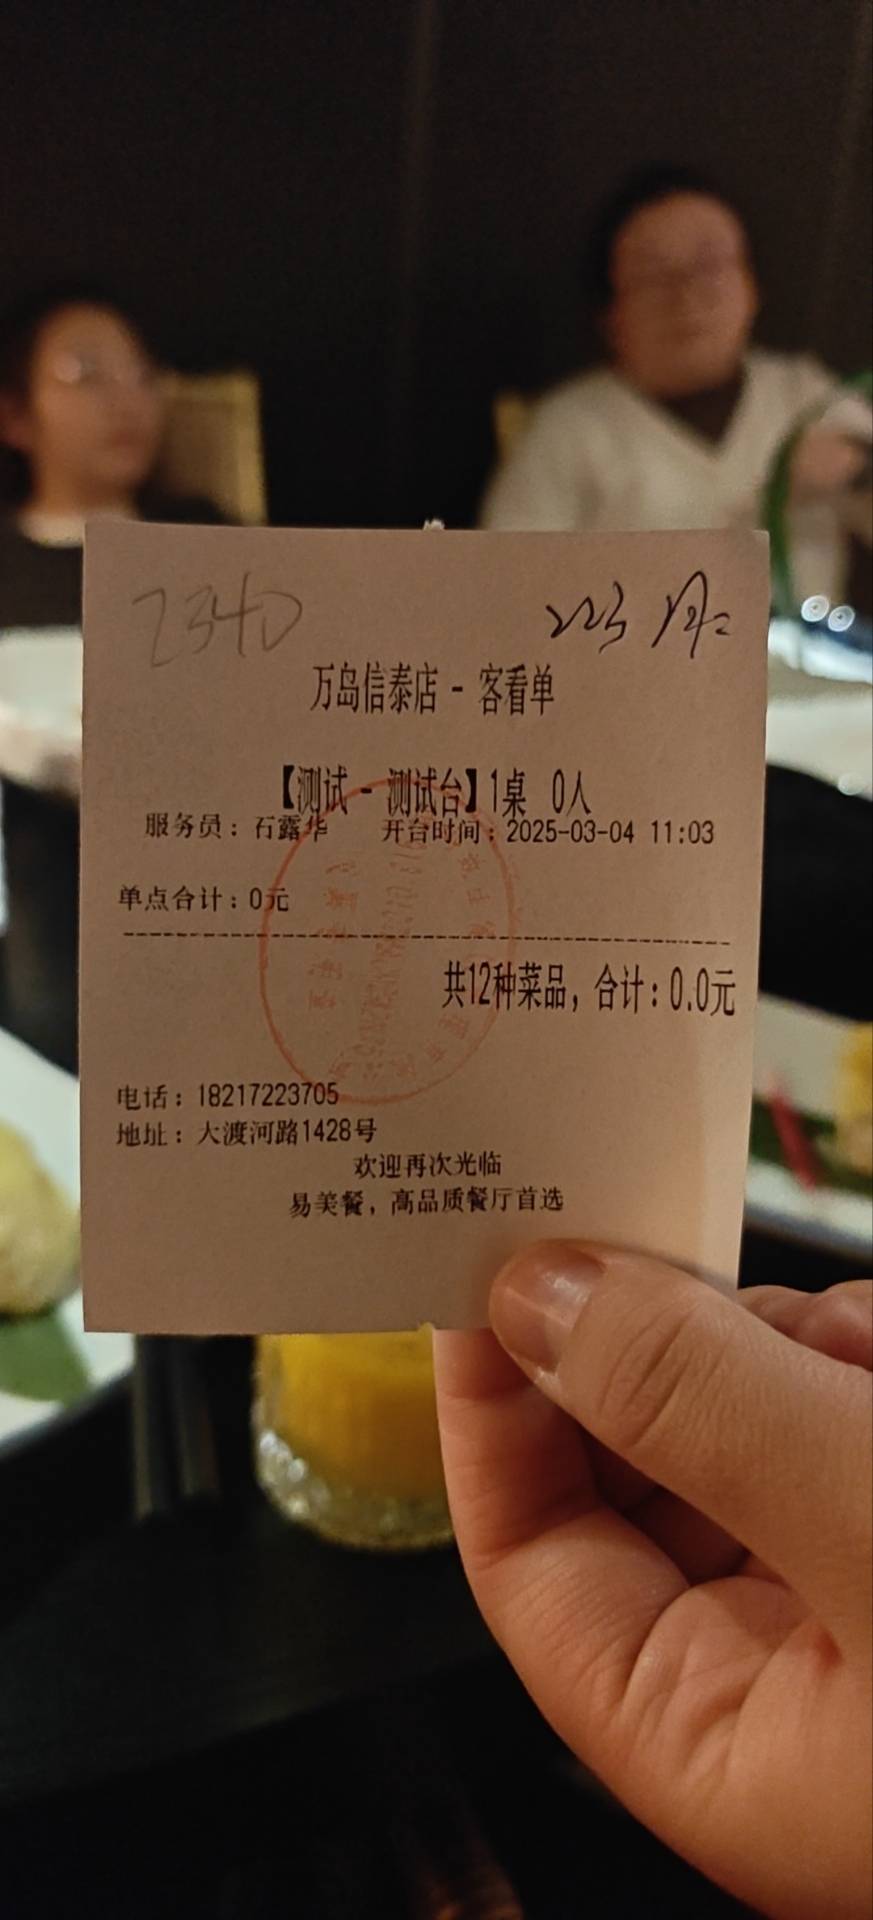 2340
223
万岛信泰店 - 客看单
【测试 - 测试台】1桌 0人
服务员：石露华 开台时间：2025-03-04 11:03
单点合计：0元
共12种菜品，合计：0.0元
电话：18217223705
地址：大渡河路1428号
欢迎再次光临
易美餐，高品质餐厅首选